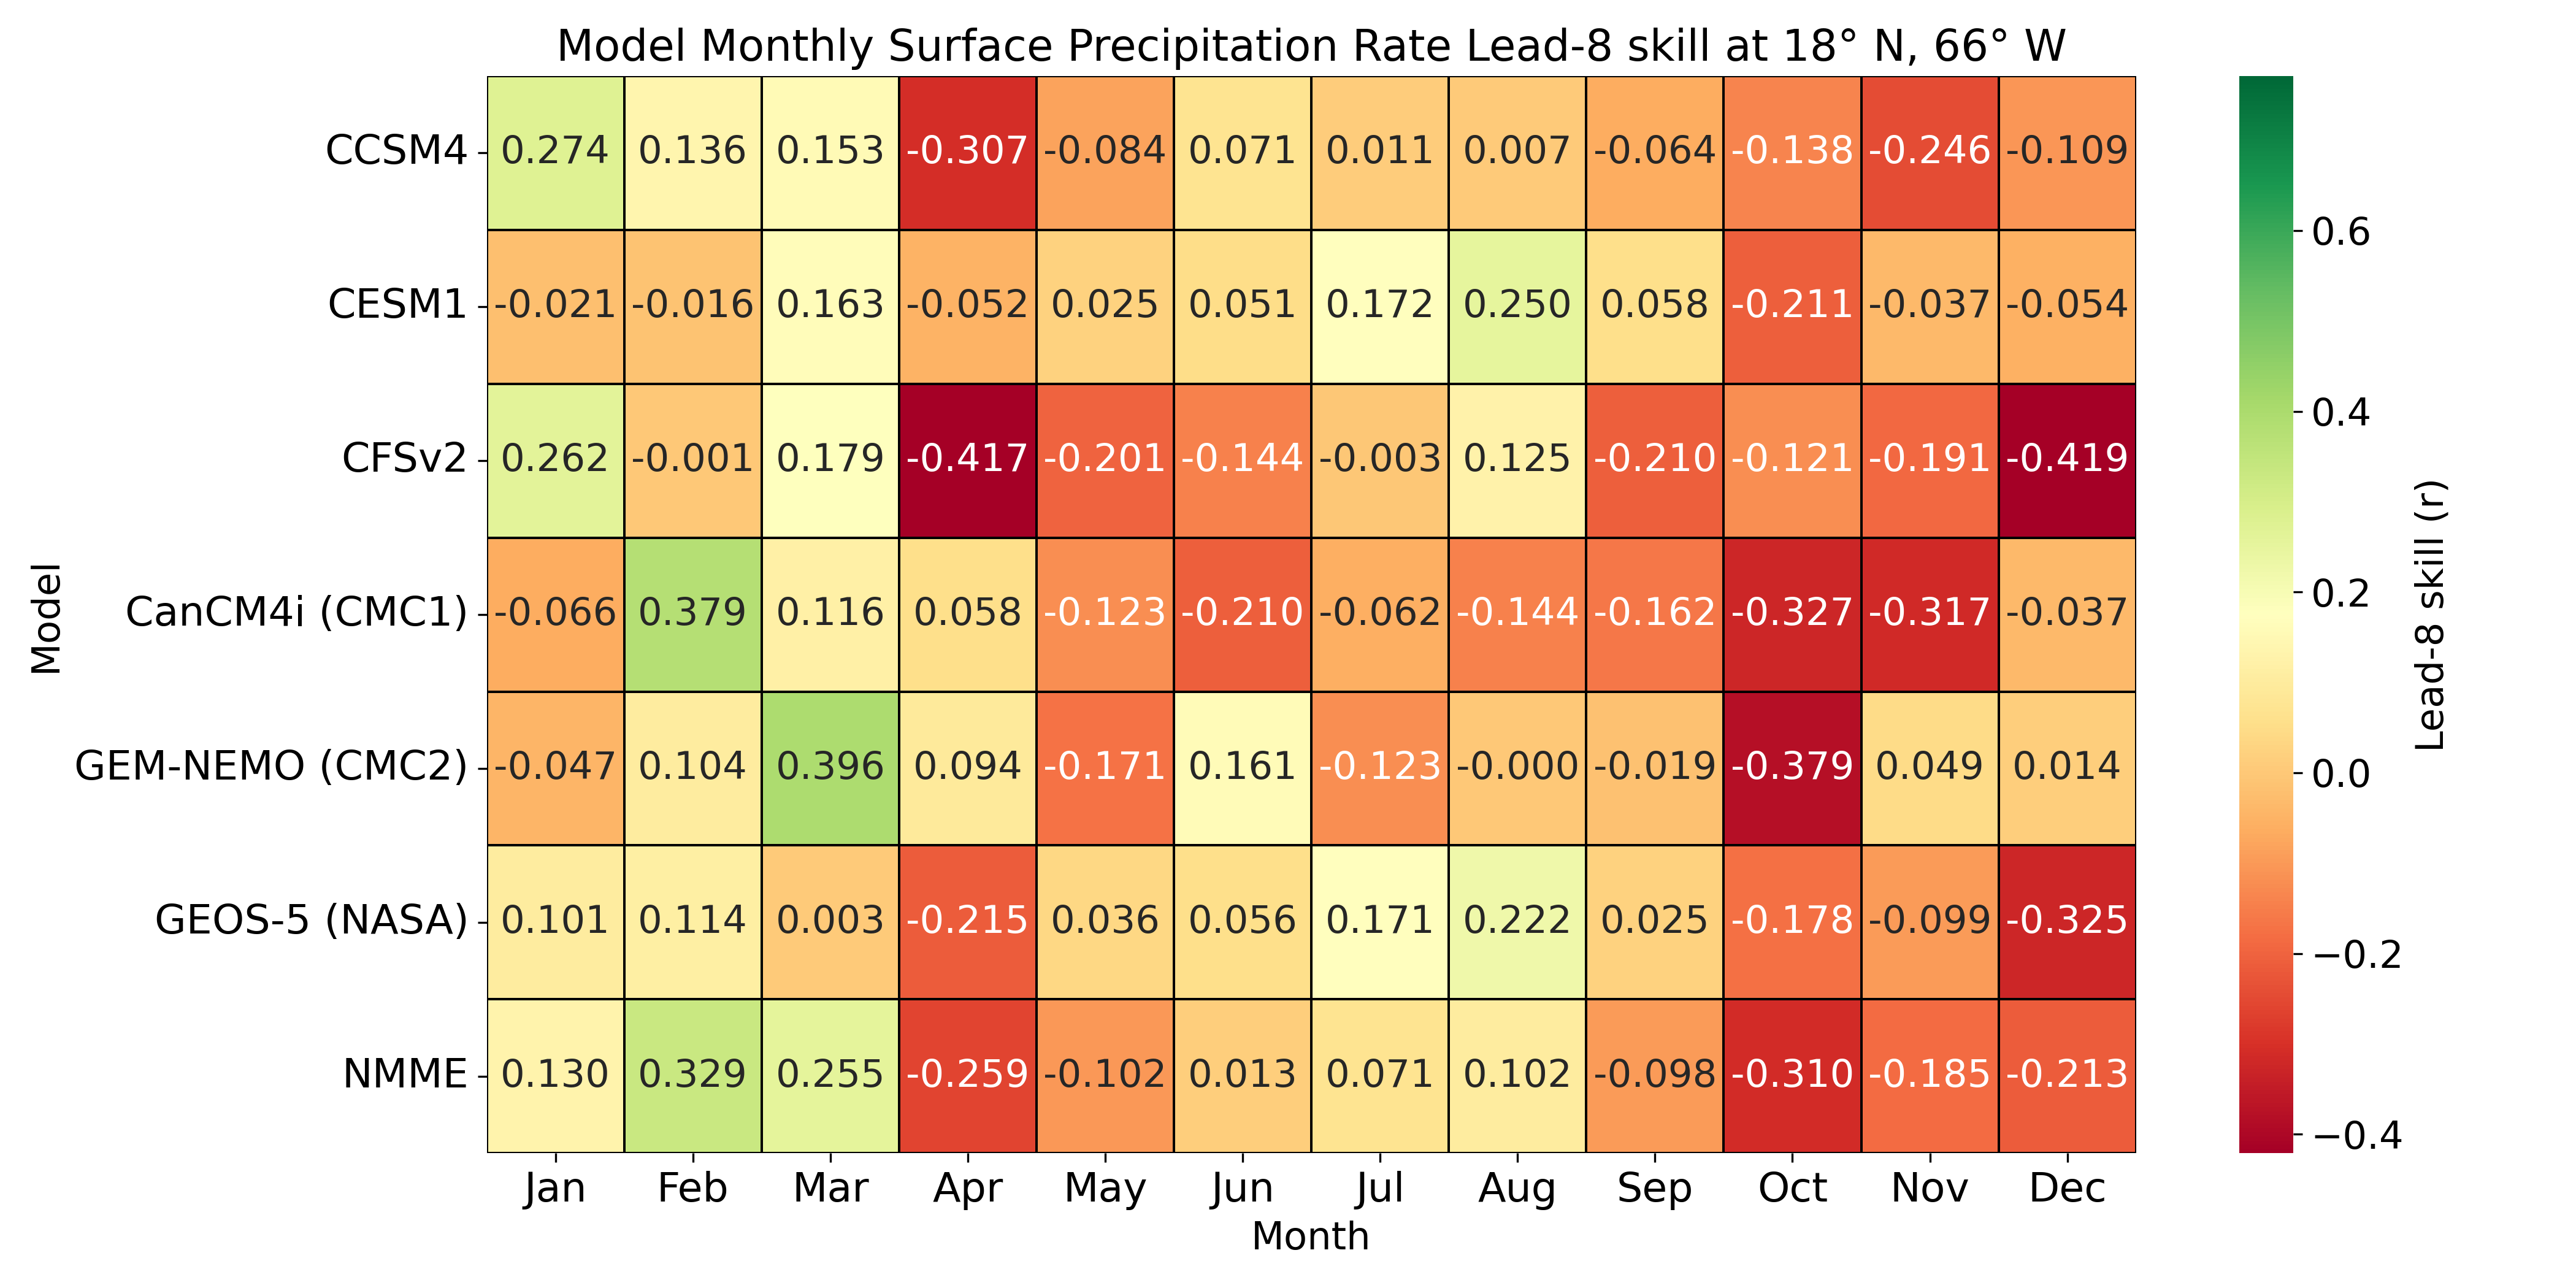 Model Monthly Surface Precipitation Rate Lead-8 skill at 18° N, 66° W
Model
CCSM4 0.274 0.136 0.153 -0.307 -0.084 0.071 0.011 0.007 -0.064 -0.138 -0.246 -0.109
CESM1 -0.021 -0.016 0.163 -0.052 0.025 0.051 0.172 0.250 0.058 -0.211 -0.037 -0.054
CFSv2 0.262 -0.001 0.179 -0.417 -0.201 -0.144 -0.003 0.125 -0.210 -0.121 -0.191 -0.419
CanCM4i (CMC1) -0.066 0.379 0.116 0.058 -0.123 -0.210 -0.062 -0.144 -0.162 -0.327 -0.317 -0.037
GEM-NEMO (CMC2) -0.047 0.104 0.396 0.094 -0.171 0.161 -0.123 -0.000 -0.019 -0.379 0.049 0.014
GEOS-5 (NASA) 0.101 0.114 0.003 -0.215 0.036 0.056 0.171 0.222 0.025 -0.178 -0.099 -0.325
NMME 0.130 0.329 0.255 -0.259 -0.102 0.013 0.071 0.102 -0.098 -0.310 -0.185 -0.213
Jan Feb Mar Apr May Jun Jul Aug Sep Oct Nov Dec
Month
0.6
0.4
0.2
0.0
−0.2
−0.4
Lead-8 skill (r)